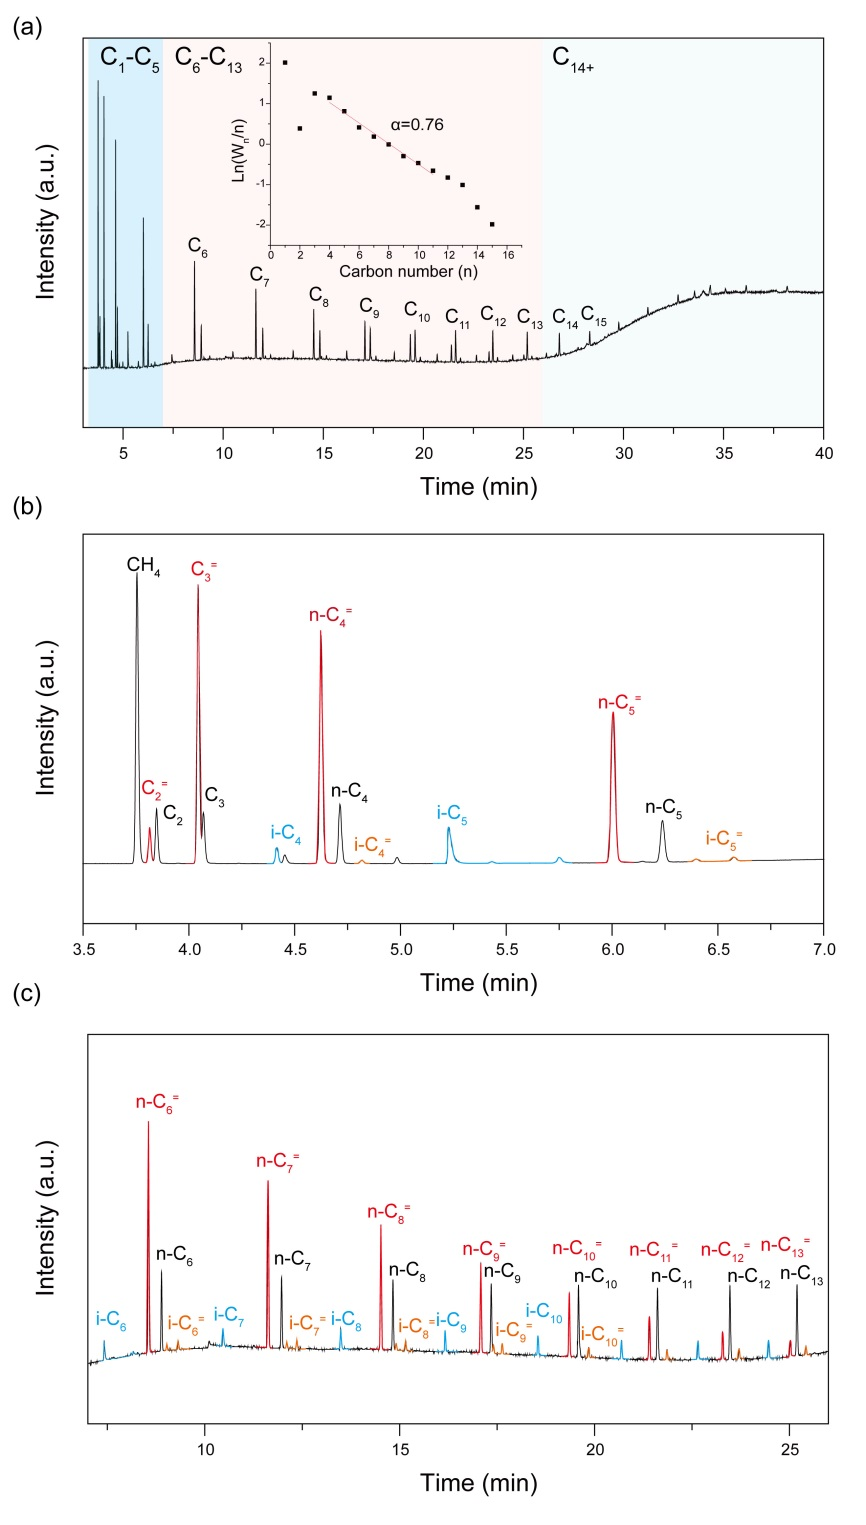 (a)
C₁-C₅ C₆-C₁₃ C₁₄₊
2
1
0
-1
-2
Ln(Wₙ/n)
α=0.76
0 2 4 6 8 10 12 14 16
Carbon number (n)
C₆
C₇
C₈
C₉
C₁₀
C₁₁
C₁₂
C₁₃
C₁₄
C₁₅
Intensity (a.u.)
5 10 15 20 25 30 35 40
Time (min)
(b)
CH₄
C₃⁼
n-C₄⁼
n-C₅⁼
C₂⁼
C₂
C₃
n-C₄
i-C₄
i-C₄⁼
i-C₅
n-C₅
i-C₅⁼
Intensity (a.u.)
3.5 4.0 4.5 5.0 5.5 6.0 6.5 7.0
Time (min)
(c)
n-C₆⁼
n-C₇⁼
n-C₈⁼
n-C₉⁼
n-C₁₀⁼
n-C₁₁⁼
n-C₁₂⁼
n-C₁₃⁼
n-C₆
n-C₇
n-C₈
n-C₉
n-C₁₀
n-C₁₁
n-C₁₂
n-C₁₃
i-C₆
i-C₆⁼
i-C₇
i-C₇⁼
i-C₈
i-C₈⁼
i-C₉
i-C₉⁼
i-C₁₀
i-C₁₀⁼
Intensity (a.u.)
10 15 20 25
Time (min)